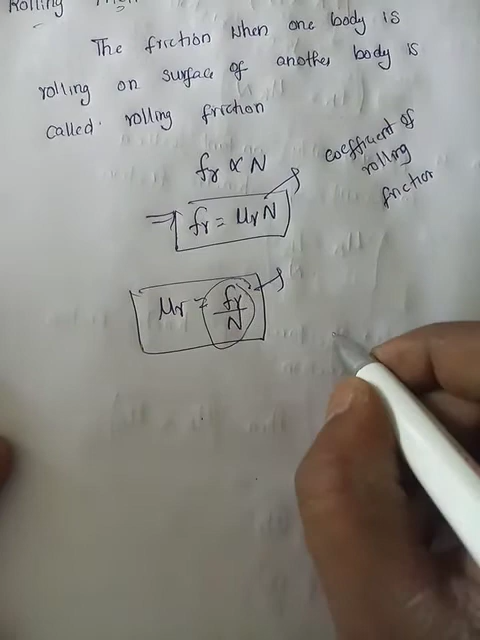 Rolling
The friction when one body is
rolling on surface of another body is
called rolling friction
fr ∝ N
coefficient of
rolling
friction
⇒ fr = μrN
μr = fr/N